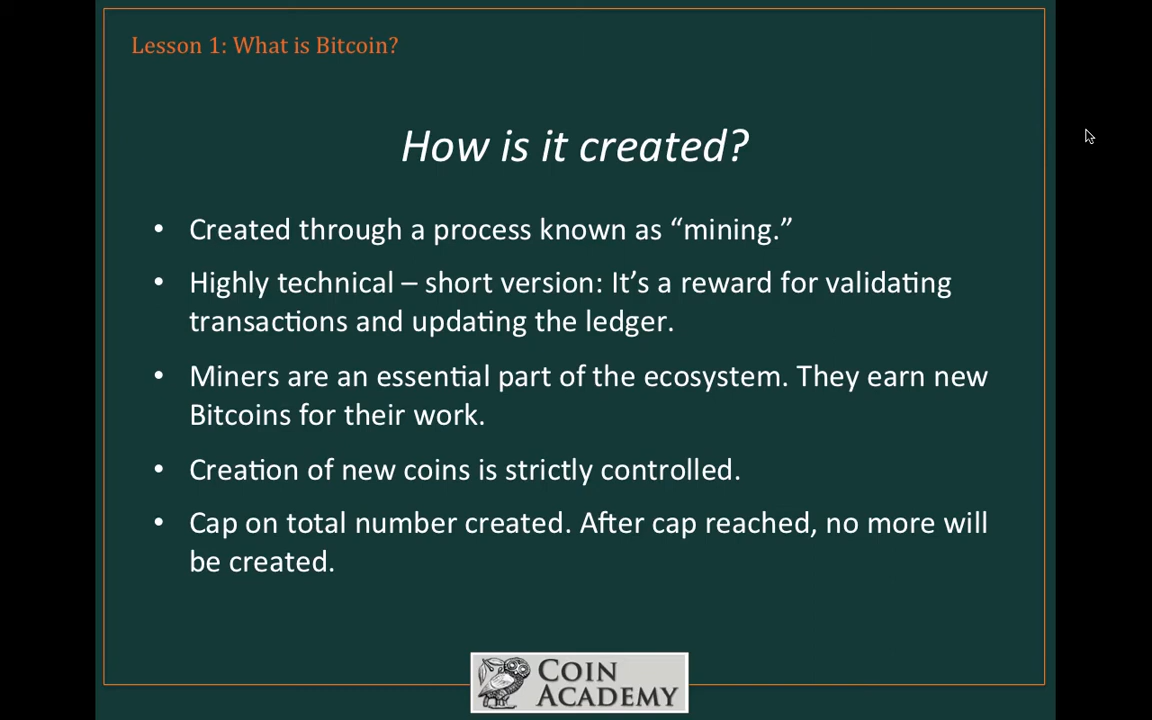 Lesson 1: What is Bitcoin?
How is it created?
• Created through a process known as “mining.”
• Highly technical – short version: It’s a reward for validating
transactions and updating the ledger.
• Miners are an essential part of the ecosystem. They earn new
Bitcoins for their work.
• Creation of new coins is strictly controlled.
• Cap on total number created. After cap reached, no more will
be created.
COIN
ACADEMY